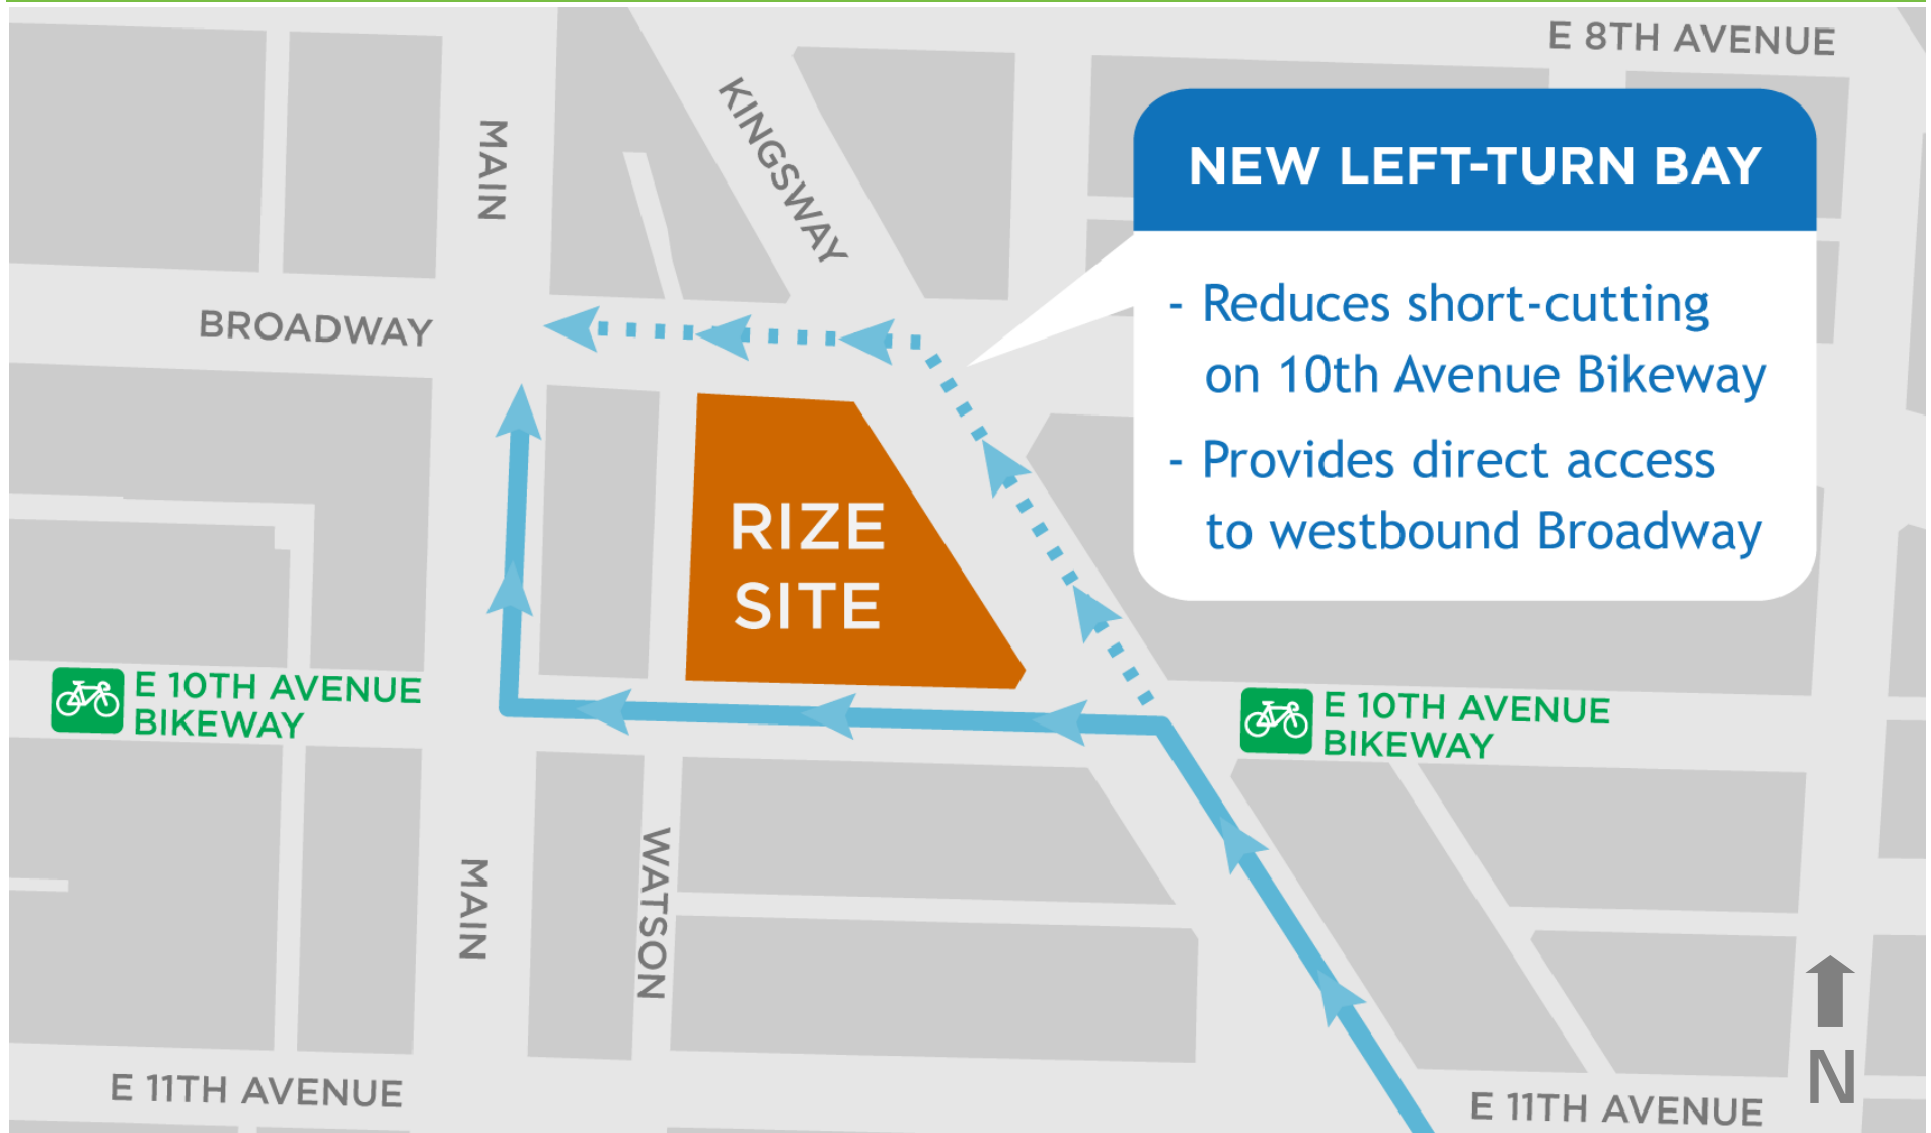 E 8TH AVENUE
KINGSWAY
MAIN
NEW LEFT-TURN BAY
- Reduces short-cutting
on 10th Avenue Bikeway
- Provides direct access
to westbound Broadway
BROADWAY
RIZE
SITE
E 10TH AVENUE
BIKEWAY
E 10TH AVENUE
BIKEWAY
MAIN
WATSON
N
E 11TH AVENUE
E 11TH AVENUE